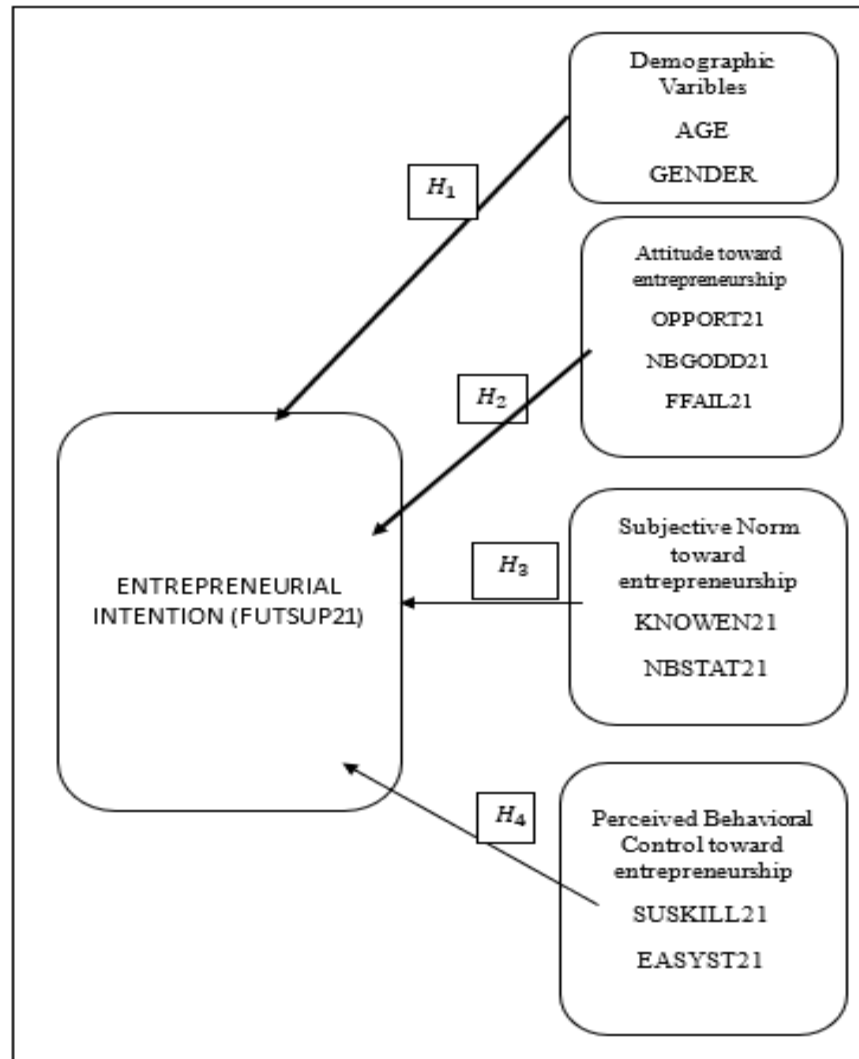 Demographic
Varibles
AGE
GENDER
H₁
Attitude toward
entrepreneurship
OPPORT21
NBGODD21
FFAIL21
H₂
Subjective Norm
toward
entrepreneurship
KNOWEN21
NBSTAT21
H₃
ENTREPRENEURIAL
INTENTION (FUTSUP21)
Perceived Behavioral
Control toward
entrepreneurship
SUSKILL21
EASYST21
H₄